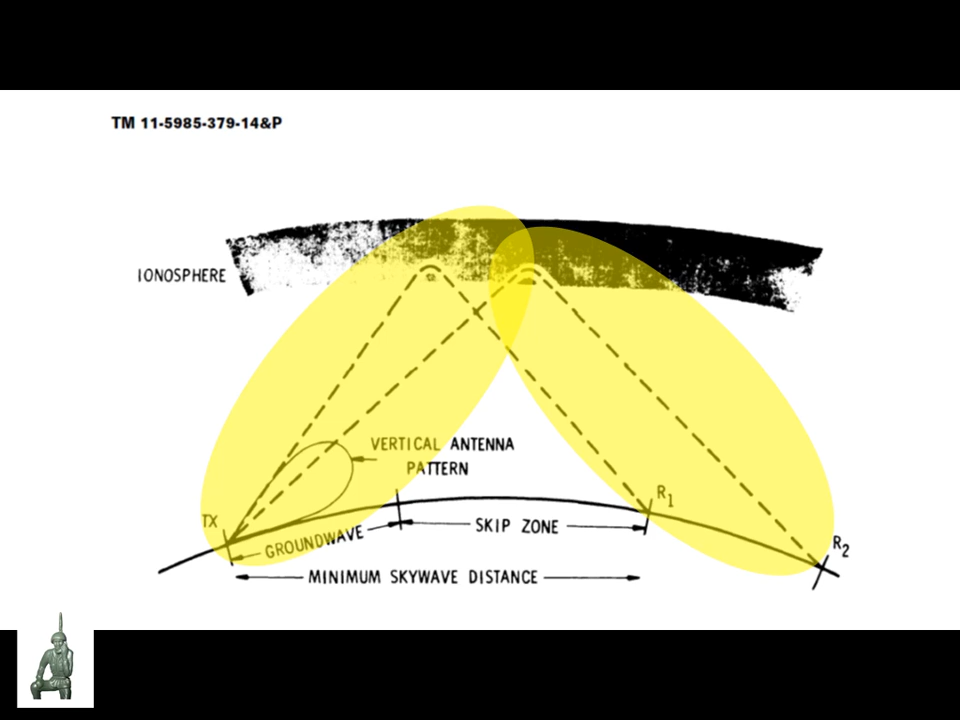 TM 11-5985-379-14&P
IONOSPHERE
VERTICAL ANTENNA
PATTERN
TX
R1
SKIP ZONE
GROUNDWAVE
R2
MINIMUM SKYWAVE DISTANCE